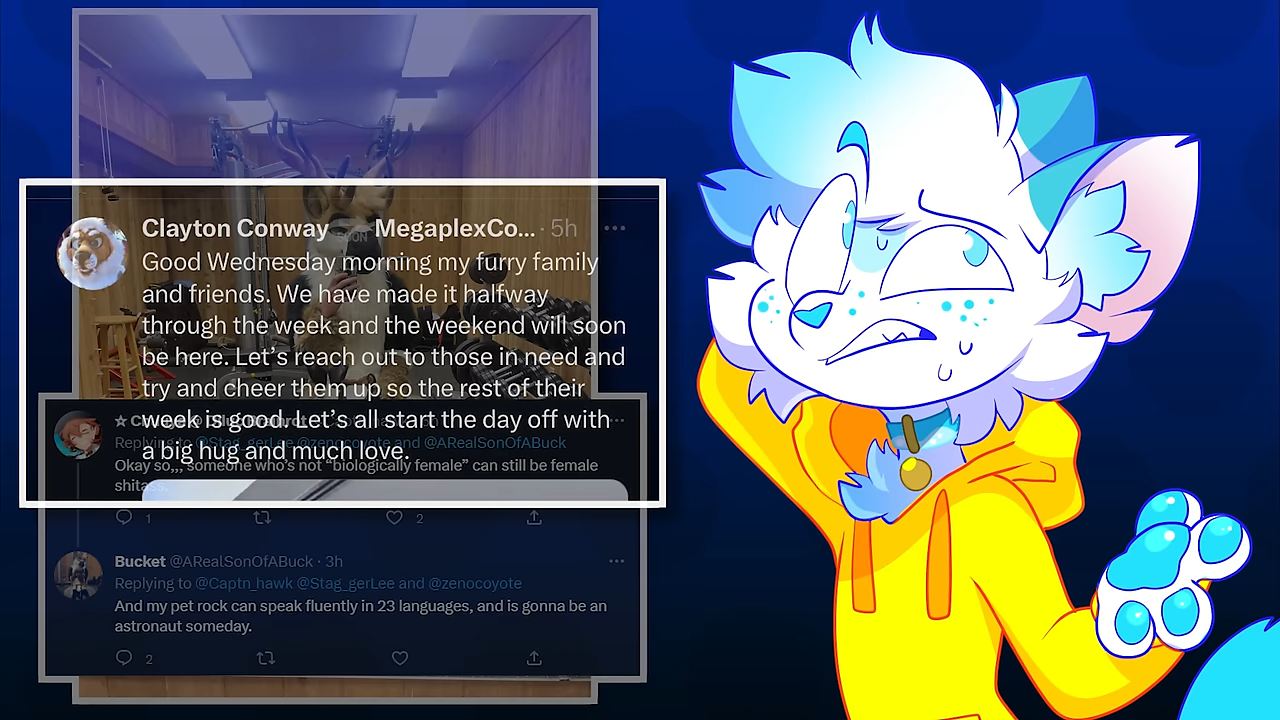 Clayton Conway SOON MegaplexCo... · 5h
Good Wednesday morning my furry family
and friends. We have made it halfway
through the week and the weekend will soon
be here. Let's reach out to those in need and
try and cheer them up so the rest of their
week is good. Let's all start the day off with
a big hug and much love.
Replying to @Stag_gerLee @zenocoyote and @ARealSonOfABuck
Okay so,,, someone who's not "biologically female" can still be female
shitass.
1
2
Bucket @ARealSonOfABuck · 3h
Replying to @Captn_hawk @Stag_gerLee and @zenocoyote
And my pet rock can speak fluently in 23 languages, and is gonna be an
astronaut someday.
2